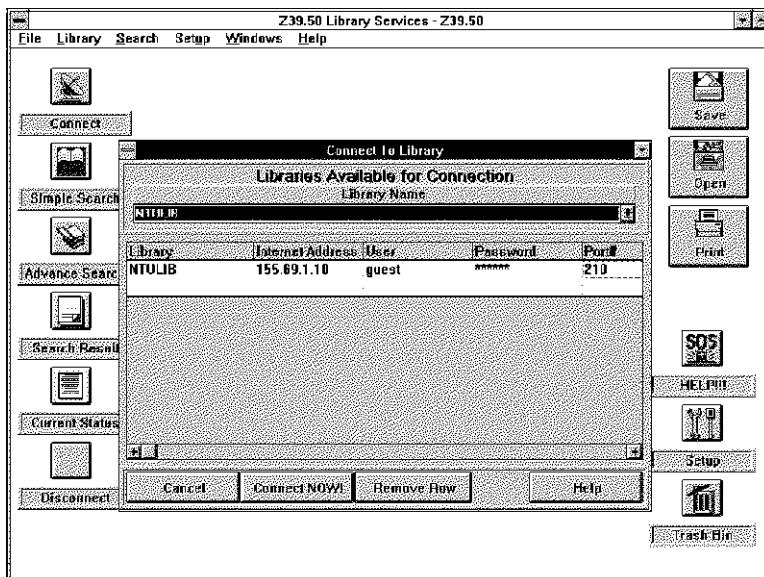 Z39.50 Library Services - Z39.50
File Library Search Setup Windows Help
Connect
Simple Search
Advance Searc
Search Result
Current Status
Disconnect
Connect To Library
Libraries Available for Connection
Library Name
NTULIB
Library Internet Address User Password Port#
NTULIB 155.69.1.10 guest ****** 210
Cancel Connect NOW! Remove Row Help
Save
Open
Print
SOS
HELP!!!
Setup
Trash Bin